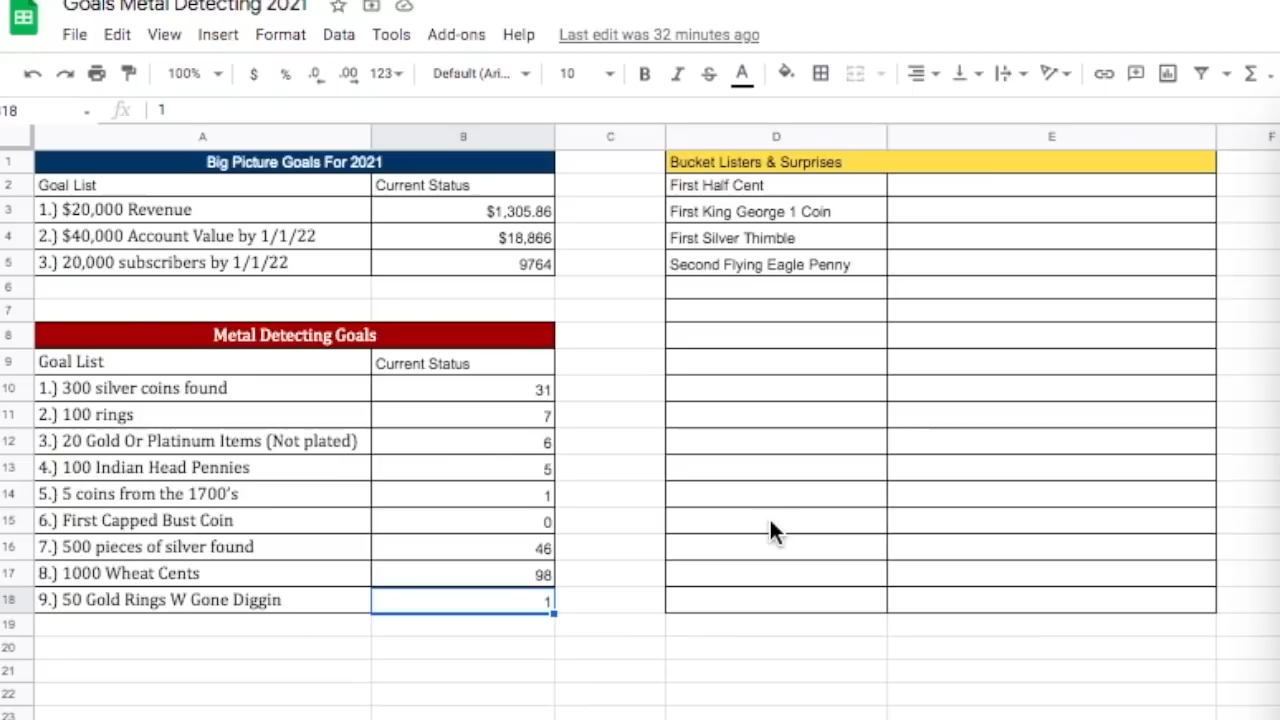 Goals Metal Detecting 2021
File Edit View Insert Format Data Tools Add-ons Help Last edit was 32 minutes ago
100% $ % .0 .00 123 Default (Ari... 10 B I S A Σ
18 fx 1
A B C D E F
1 Big Picture Goals For 2021 Bucket Listers & Surprises
2 Goal List Current Status First Half Cent
3 1.) $20,000 Revenue $1,305.86 First King George 1 Coin
4 2.) $40,000 Account Value by 1/1/22 $18,866 First Silver Thimble
5 3.) 20,000 subscribers by 1/1/22 9764 Second Flying Eagle Penny
6
7
8 Metal Detecting Goals
9 Goal List Current Status
10 1.) 300 silver coins found 31
11 2.) 100 rings 7
12 3.) 20 Gold Or Platinum Items (Not plated) 6
13 4.) 100 Indian Head Pennies 5
14 5.) 5 coins from the 1700's 1
15 6.) First Capped Bust Coin 0
16 7.) 500 pieces of silver found 46
17 8.) 1000 Wheat Cents 98
18 9.) 50 Gold Rings W Gone Diggin 1
19
20
21
22
23